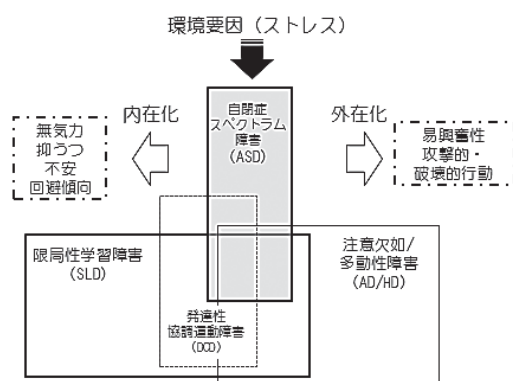 環境要因（ストレス）
内在化
外在化
自閉症
スペクトラム
障害
(ASD)
無気力
抑うつ
不安
回避傾向
易興奮性
攻撃的・
破壊的行動
限局性学習障害
(SLD)
注意欠如/
多動性障害
(AD/HD)
発達性
協調運動障害
(DCD)